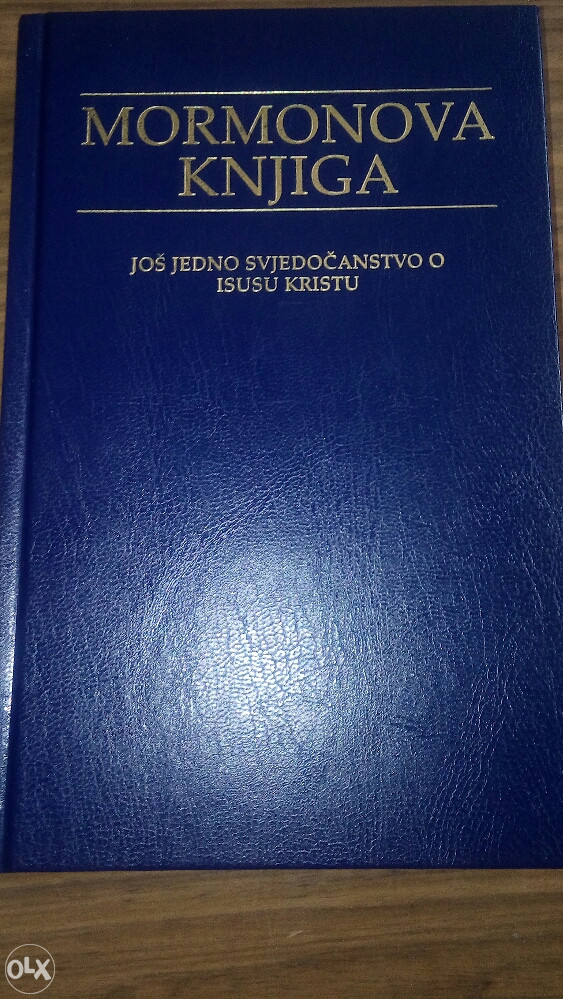 MORMONOVA
KNJIGA
JOŠ JEDNO SVJEDOČANSTVO O
ISUSU KRISTU
OLX